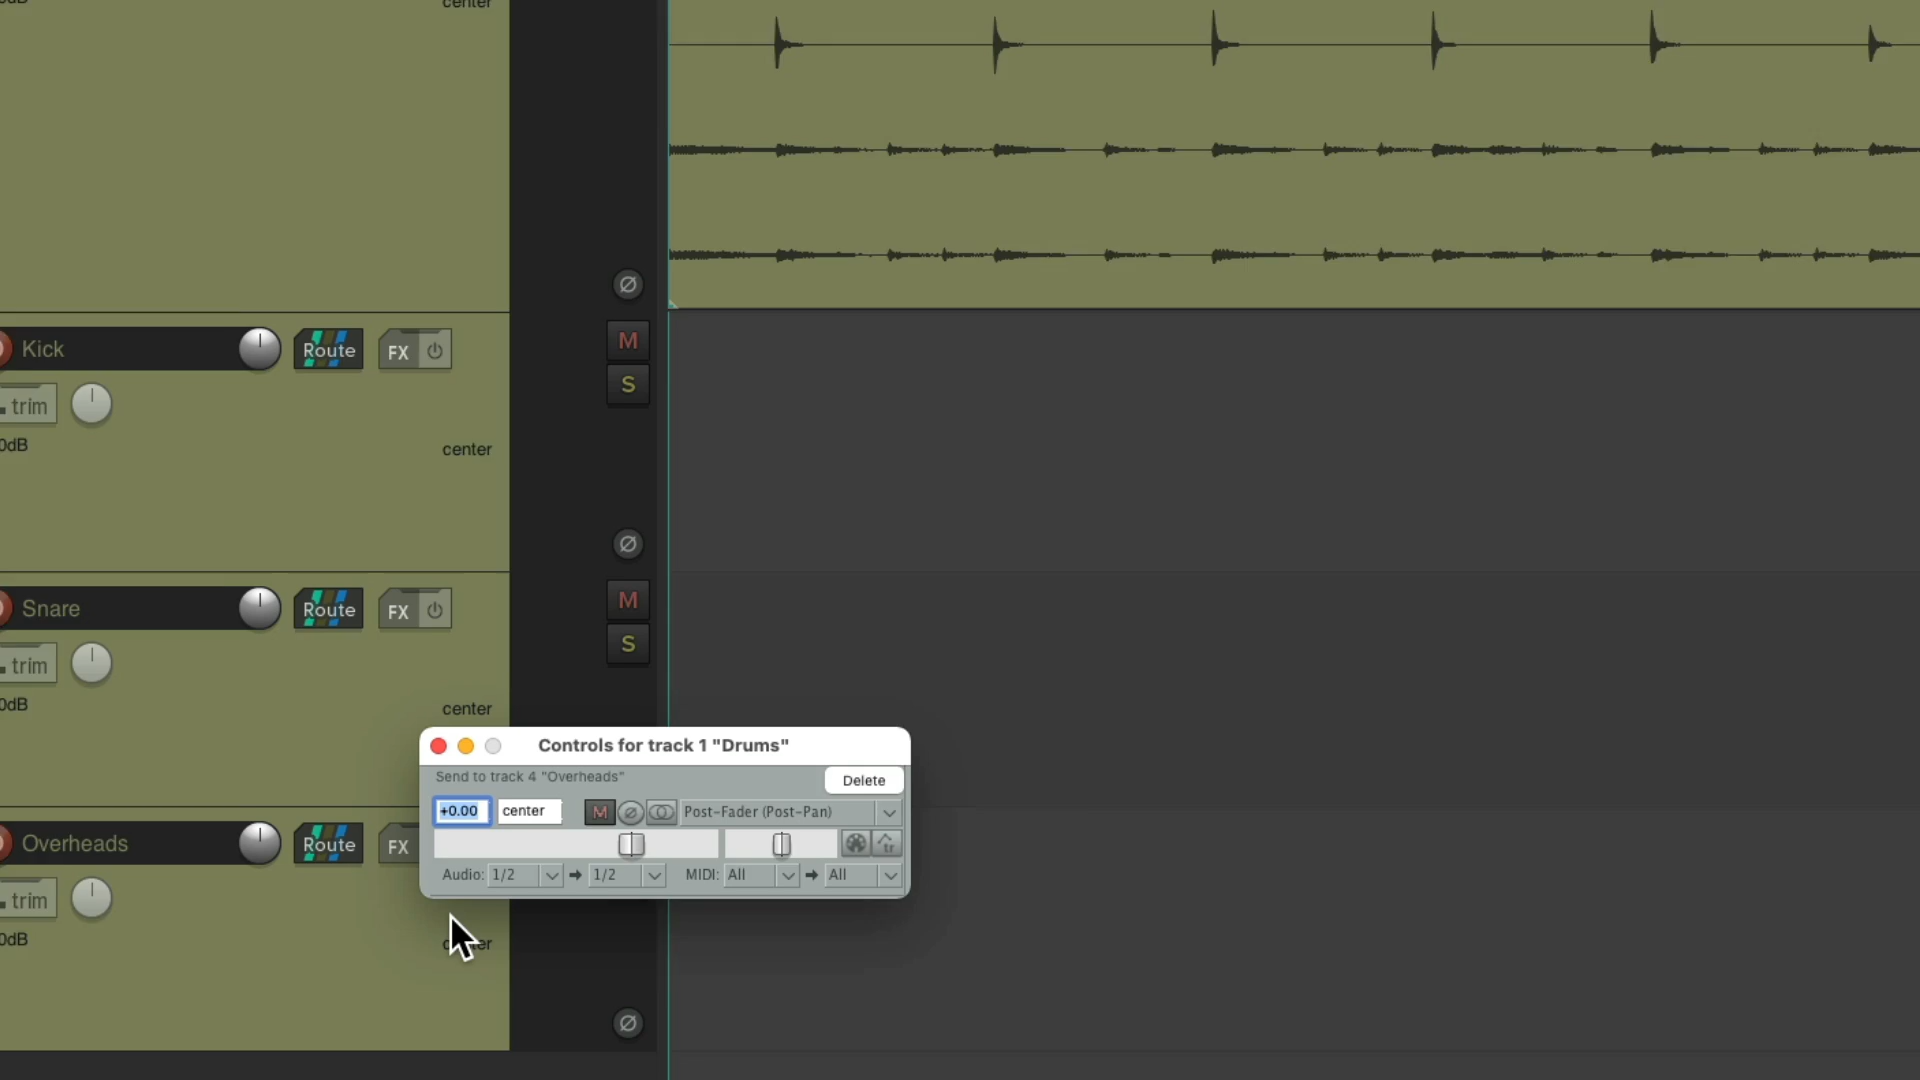 center
Kick
Route
FX
M
S
trim
0dB
center
Snare
Route
FX
M
S
trim
0dB
center
Controls for track 1 "Drums"
Send to track 4 "Overheads"
Delete
+0.00 center M Post-Fader (Post-Pan)
tr
Audio: 1/2 → 1/2 MIDI: All → All
Overheads
Route
FX
trim
0dB